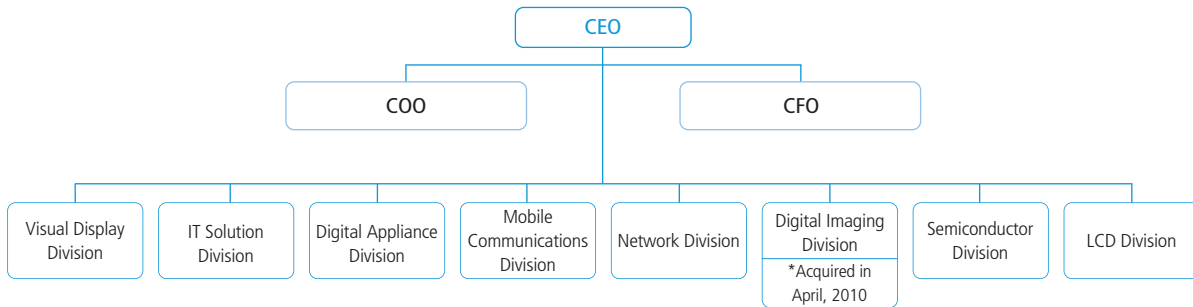 CEO
COO
CFO
Visual Display
Division
IT Solution
Division
Digital Appliance
Division
Mobile
Communications
Division
Network Division
Digital Imaging
Division
*Acquired in
April, 2010
Semiconductor
Division
LCD Division